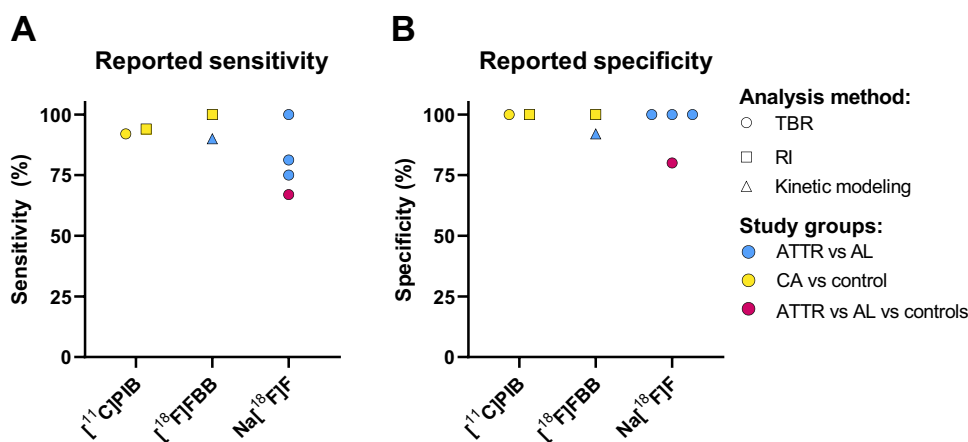 A
Reported sensitivity
Sensitivity (%)
100
75
50
25
0
[¹¹C]PIB
[¹⁸F]FBB
Na[¹⁸F]F
B
Reported specificity
Specificity (%)
100
75
50
25
0
[¹¹C]PIB
[¹⁸F]FBB
Na[¹⁸F]F
Analysis method:
TBR
RI
Kinetic modeling
Study groups:
ATTR vs AL
CA vs control
ATTR vs AL vs controls